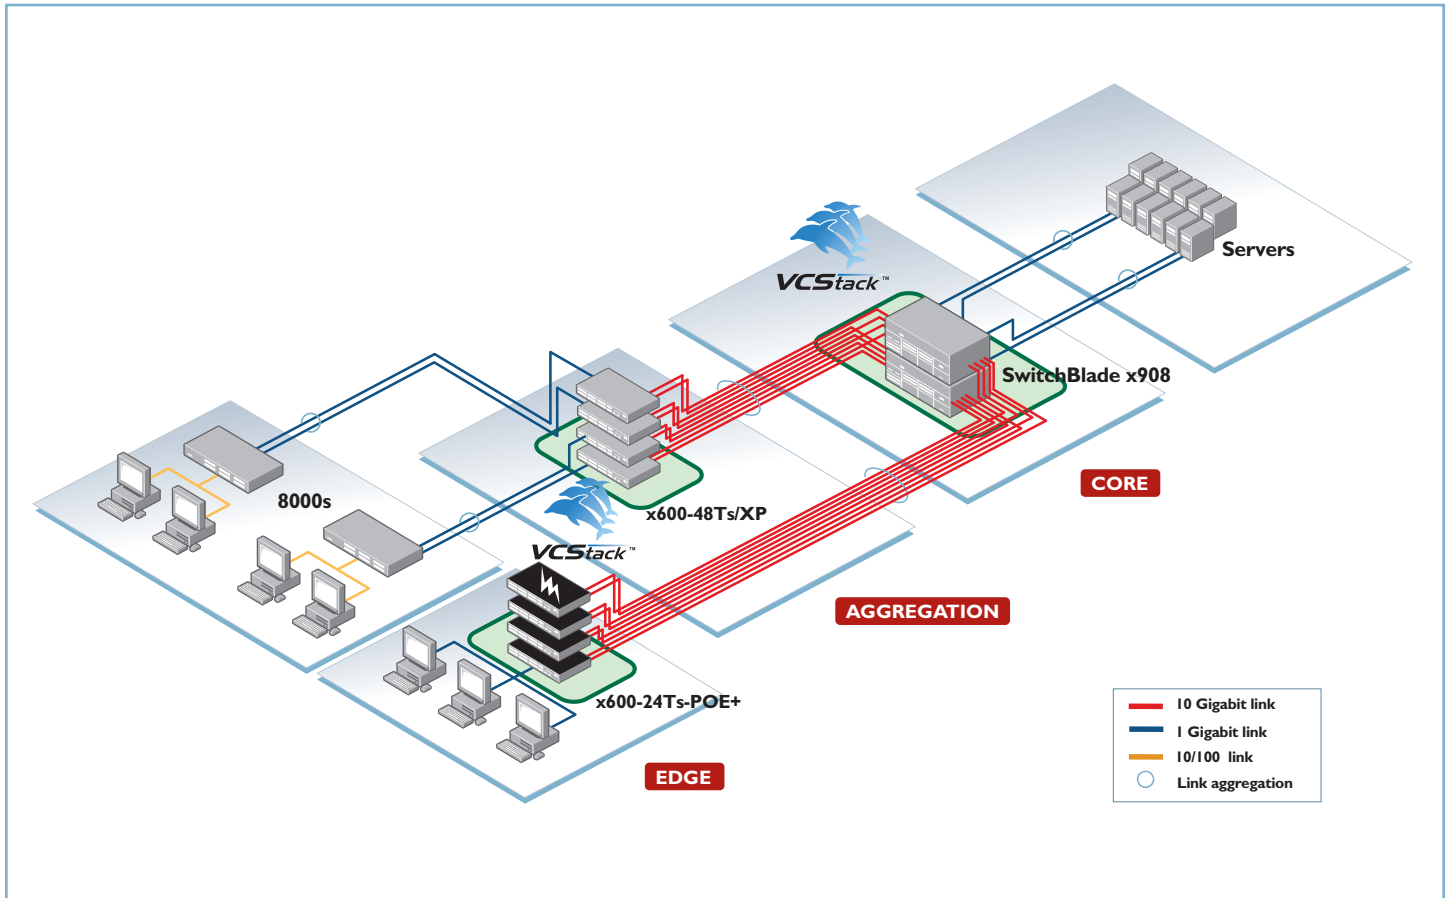 Servers
VCStack™
SwitchBlade x908
CORE
8000s
x600-48Ts/XP
VCStack™
AGGREGATION
x600-24Ts-POE+
EDGE
10 Gigabit link
1 Gigabit link
10/100 link
Link aggregation